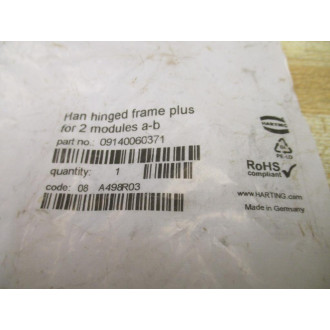 Han hinged frame plus
for 2 modules a-b
part no.: 09140060371
quantity: 1
code: 08 A498R03
HARTING
RoHS
compliant
www.HARTING.com
Made in Germany